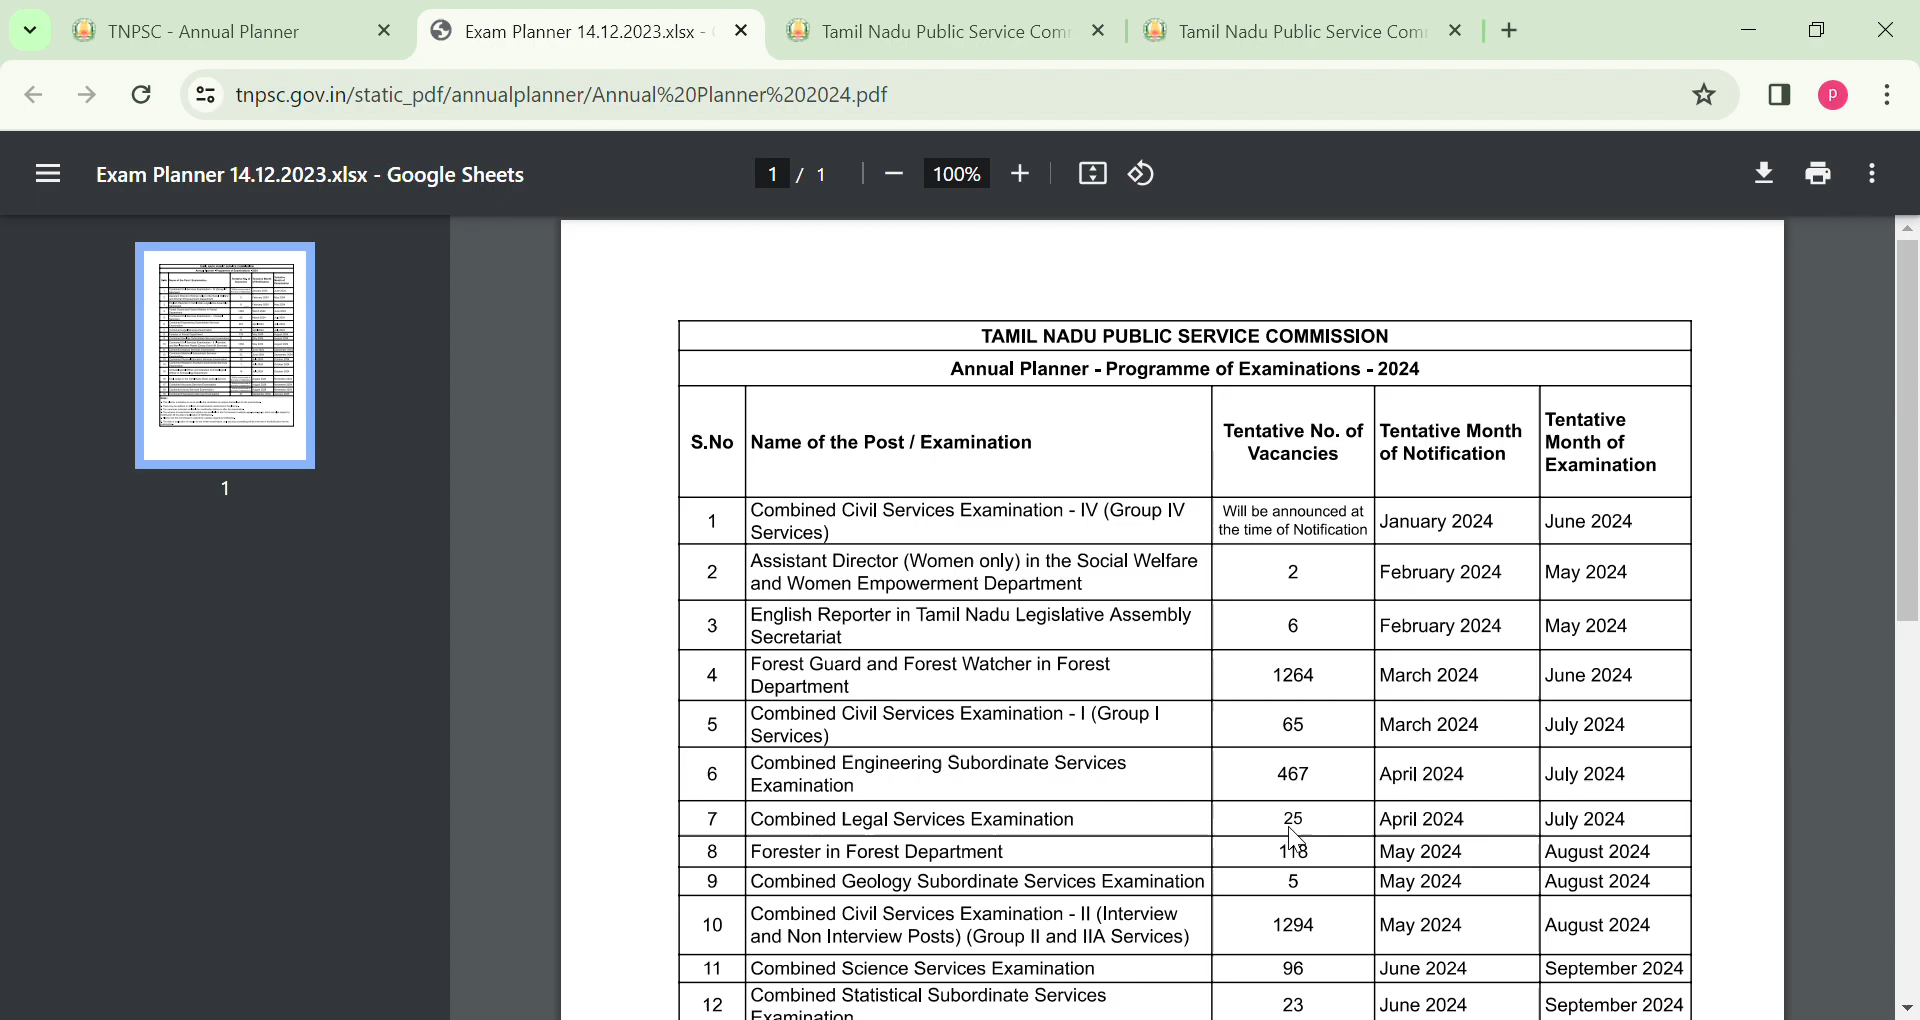 TNPSC - Annual Planner
Exam Planner 14.12.2023.xlsx -
Tamil Nadu Public Service Com
Tamil Nadu Public Service Com
tnpsc.gov.in/static_pdf/annualplanner/Annual%20Planner%202024.pdf
p
Exam Planner 14.12.2023.xlsx - Google Sheets
1 / 1
100%
1
TAMIL NADU PUBLIC SERVICE COMMISSION
Annual Planner - Programme of Examinations - 2024
S.No
Name of the Post / Examination
Tentative No. of
Vacancies
Tentative Month
of Notification
Tentative
Month of
Examination
1
Combined Civil Services Examination - IV (Group IV
Services)
Will be announced at
the time of Notification
January 2024
June 2024
2
Assistant Director (Women only) in the Social Welfare
and Women Empowerment Department
2
February 2024
May 2024
3
English Reporter in Tamil Nadu Legislative Assembly
Secretariat
6
February 2024
May 2024
4
Forest Guard and Forest Watcher in Forest
Department
1264
March 2024
June 2024
5
Combined Civil Services Examination - I (Group I
Services)
65
March 2024
July 2024
6
Combined Engineering Subordinate Services
Examination
467
April 2024
July 2024
7
Combined Legal Services Examination
25
April 2024
July 2024
8
Forester in Forest Department
118
May 2024
August 2024
9
Combined Geology Subordinate Services Examination
5
May 2024
August 2024
10
Combined Civil Services Examination - II (Interview
and Non Interview Posts) (Group II and IIA Services)
1294
May 2024
August 2024
11
Combined Science Services Examination
96
June 2024
September 2024
12
Combined Statistical Subordinate Services
Examination
23
June 2024
September 2024